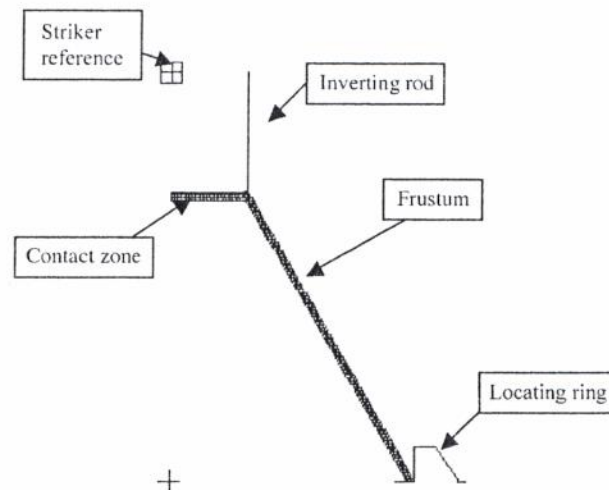 Striker
reference
Inverting rod
Frustum
Contact zone
Locating ring